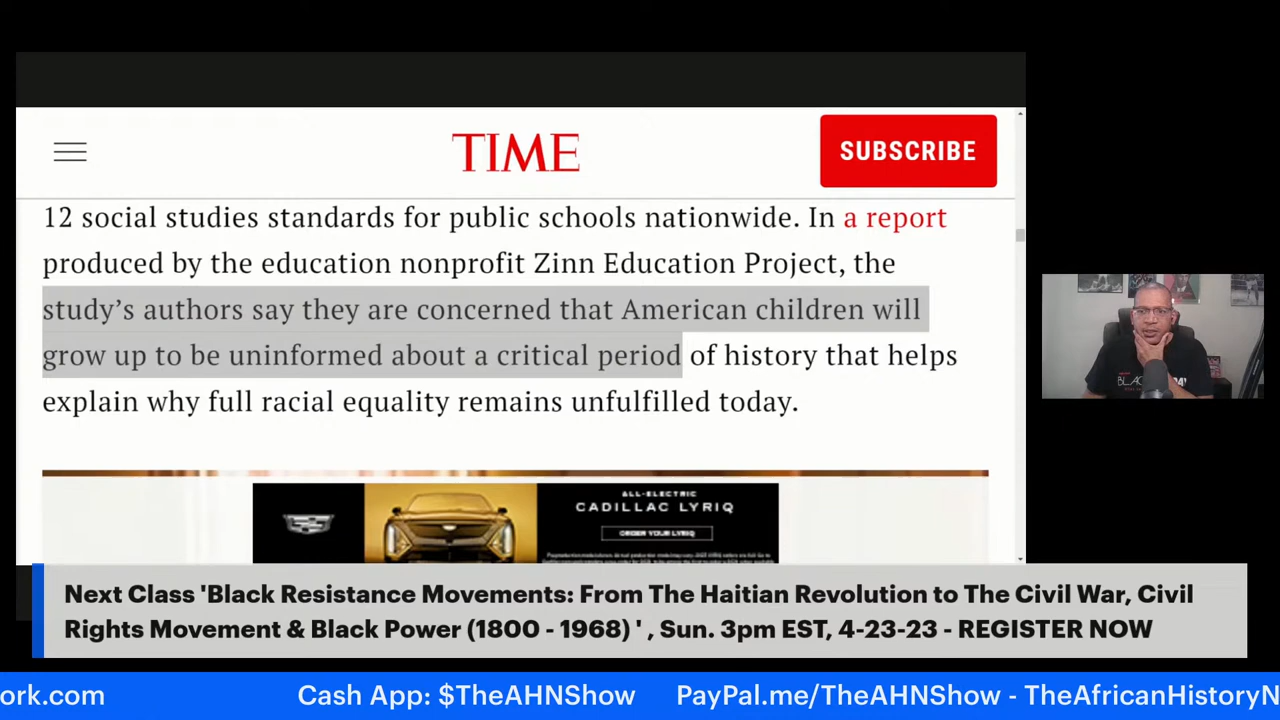 TIME
SUBSCRIBE
12 social studies standards for public schools nationwide. In a report
produced by the education nonprofit Zinn Education Project, the
study’s authors say they are concerned that American children will
grow up to be uninformed about a critical period of history that helps
explain why full racial equality remains unfulfilled today.
ALL-ELECTRIC
CADILLAC LYRIQ
ORDER YOUR LYRIQ
Next Class 'Black Resistance Movements: From The Haitian Revolution to The Civil War, Civil
Rights Movement & Black Power (1800 - 1968) ' , Sun. 3pm EST, 4-23-23 - REGISTER NOW
ork.com Cash App: $TheAHNShow PayPal.me/TheAHNShow - TheAfricanHistoryN